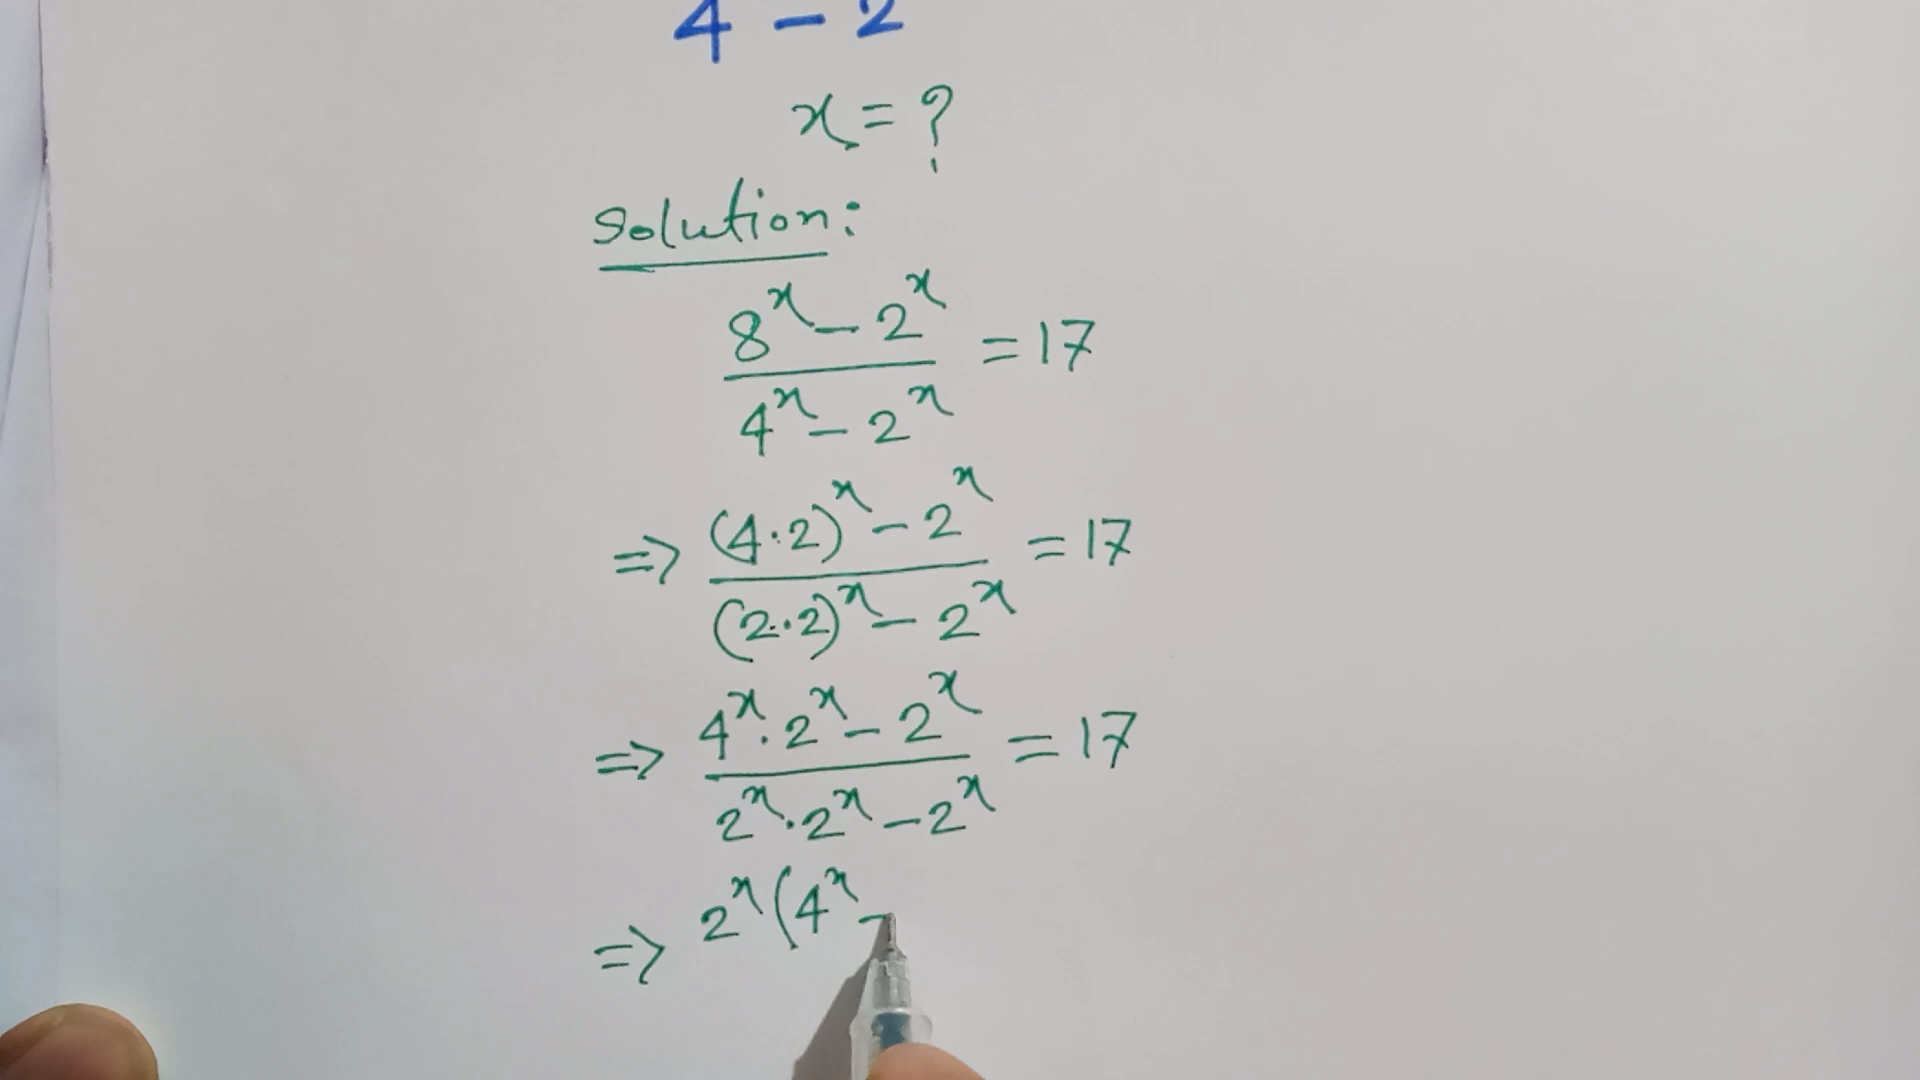 4 - 2
x = ?
Solution:
8^x - 2^x / 4^x - 2^x = 17
=> (4·2)^x - 2^x / (2·2)^x - 2^x = 17
=> 4^x · 2^x - 2^x / 2^x · 2^x - 2^x = 17
=> 2^x (4^x -